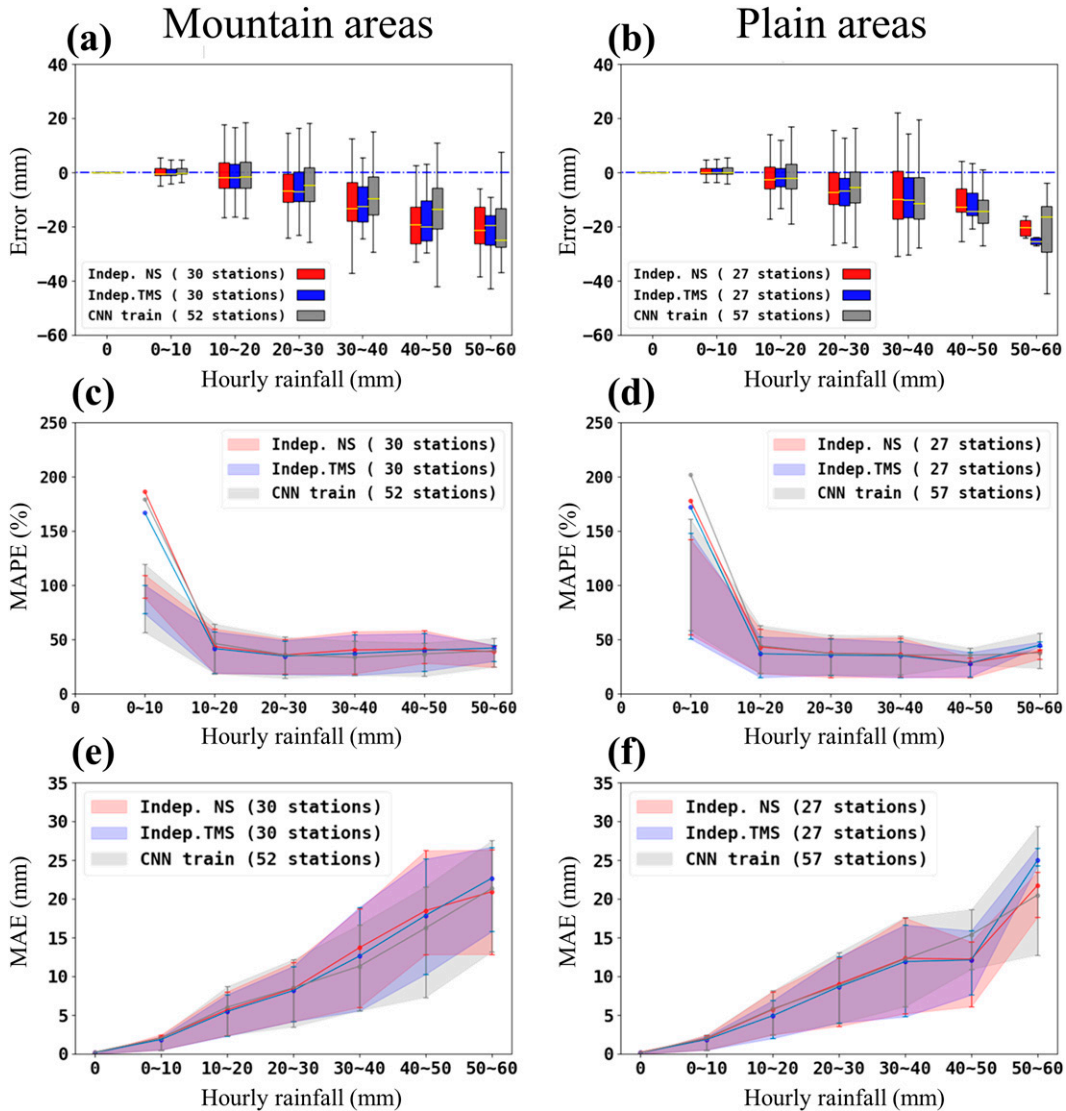 Mountain areas
Plain areas
(a)
40
20
0
−20
−40
−60
Error (mm)
Indep. NS ( 30 stations)
Indep.TMS ( 30 stations)
CNN train ( 52 stations)
0 0~10 10~20 20~30 30~40 40~50 50~60
Hourly rainfall (mm)
(b)
40
20
0
−20
−40
−60
Error (mm)
Indep. NS ( 27 stations)
Indep.TMS ( 27 stations)
CNN train ( 57 stations)
0 0~10 10~20 20~30 30~40 40~50 50~60
Hourly rainfall (mm)
(c)
250
200
150
100
50
0
MAPE (%)
Indep. NS ( 30 stations)
Indep.TMS ( 30 stations)
CNN train ( 52 stations)
0 0~10 10~20 20~30 30~40 40~50 50~60
Hourly rainfall (mm)
(d)
250
200
150
100
50
0
MAPE (%)
Indep. NS ( 27 stations)
Indep.TMS ( 27 stations)
CNN train ( 57 stations)
0 0~10 10~20 20~30 30~40 40~50 50~60
Hourly rainfall (mm)
(e)
35
30
25
20
15
10
5
0
MAE (mm)
Indep. NS (30 stations)
Indep.TMS (30 stations)
CNN train (52 stations)
0 0~10 10~20 20~30 30~40 40~50 50~60
Hourly rainfall (mm)
(f)
35
30
25
20
15
10
5
0
MAE (mm)
Indep. NS (27 stations)
Indep.TMS (27 stations)
CNN train (57 stations)
0 0~10 10~20 20~30 30~40 40~50 50~60
Hourly rainfall (mm)